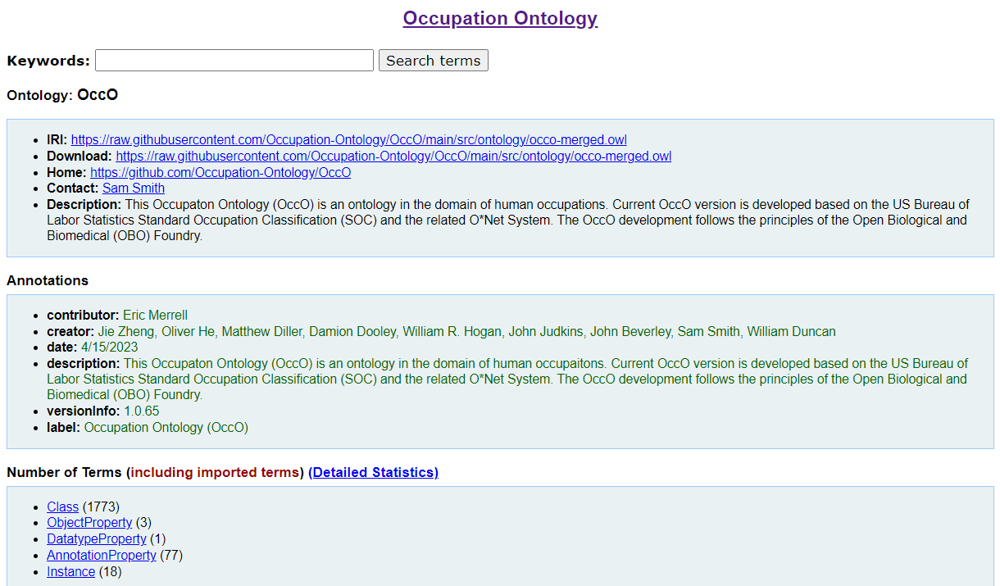 Occupation Ontology
Keywords: Search terms
Ontology: OccO
IRI: https://raw.githubusercontent.com/Occupation-Ontology/OccO/main/src/ontology/occo-merged.owl
Download: https://raw.githubusercontent.com/Occupation-Ontology/OccO/main/src/ontology/occo-merged.owl
Home: https://github.com/Occupation-Ontology/OccO
Contact: Sam Smith
Description: This Occupaton Ontology (OccO) is an ontology in the domain of human occupations. Current OccO version is developed based on the US Bureau of
Labor Statistics Standard Occupation Classification (SOC) and the related O*Net System. The OccO development follows the principles of the Open Biological and
Biomedical (OBO) Foundry.
Annotations
contributor: Eric Merrell
creator: Jie Zheng, Oliver He, Matthew Diller, Damion Dooley, William R. Hogan, John Judkins, John Beverley, Sam Smith, William Duncan
date: 4/15/2023
description: This Occupaton Ontology (OccO) is an ontology in the domain of human occupaitons. Current OccO version is developed based on the US Bureau of
Labor Statistics Standard Occupation Classification (SOC) and the related O*Net System. The OccO development follows the principles of the Open Biological and
Biomedical (OBO) Foundry.
versionInfo: 1.0.65
label: Occupation Ontology (OccO)
Number of Terms (including imported terms) (Detailed Statistics)
Class (1773)
ObjectProperty (3)
DatatypeProperty (1)
AnnotationProperty (77)
Instance (18)